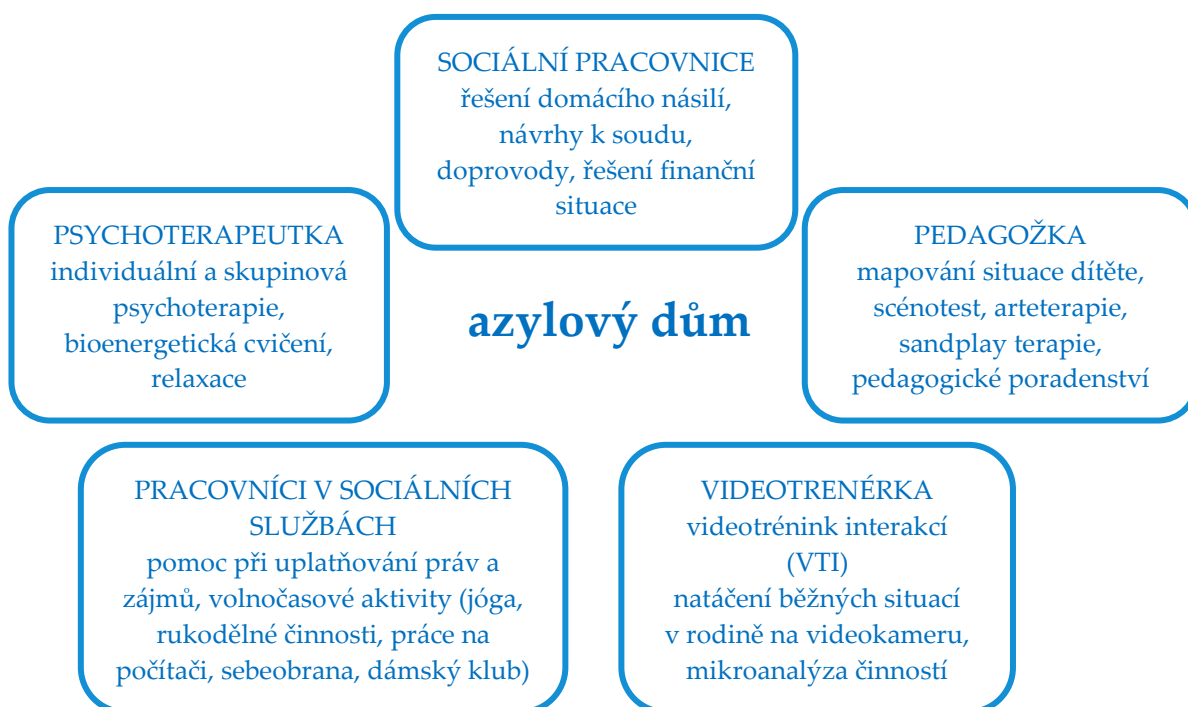 SOCIÁLNÍ PRACOVNICE
řešení domácího násilí,
návrhy k soudu,
doprovody, řešení finanční
situace
PSYCHOTERAPEUTKA
individuální a skupinová
psychoterapie,
bioenergetická cvičení,
relaxace
azylový dům
PEDAGOŽKA
mapování situace dítěte,
scénotest, arteterapie,
sandplay terapie,
pedagogické poradenství
PRACOVNÍCI V SOCIÁLNÍCH
SLUŽBÁCH
pomoc při uplatňování práv a
zájmů, volnočasové aktivity (jóga,
rukodělné činnosti, práce na
počítači, sebeobrana, dámský klub)
VIDEOTRENÉRKA
videotrénink interakcí
(VTI)
natáčení běžných situací
v rodině na videokameru,
mikroanalýza činností